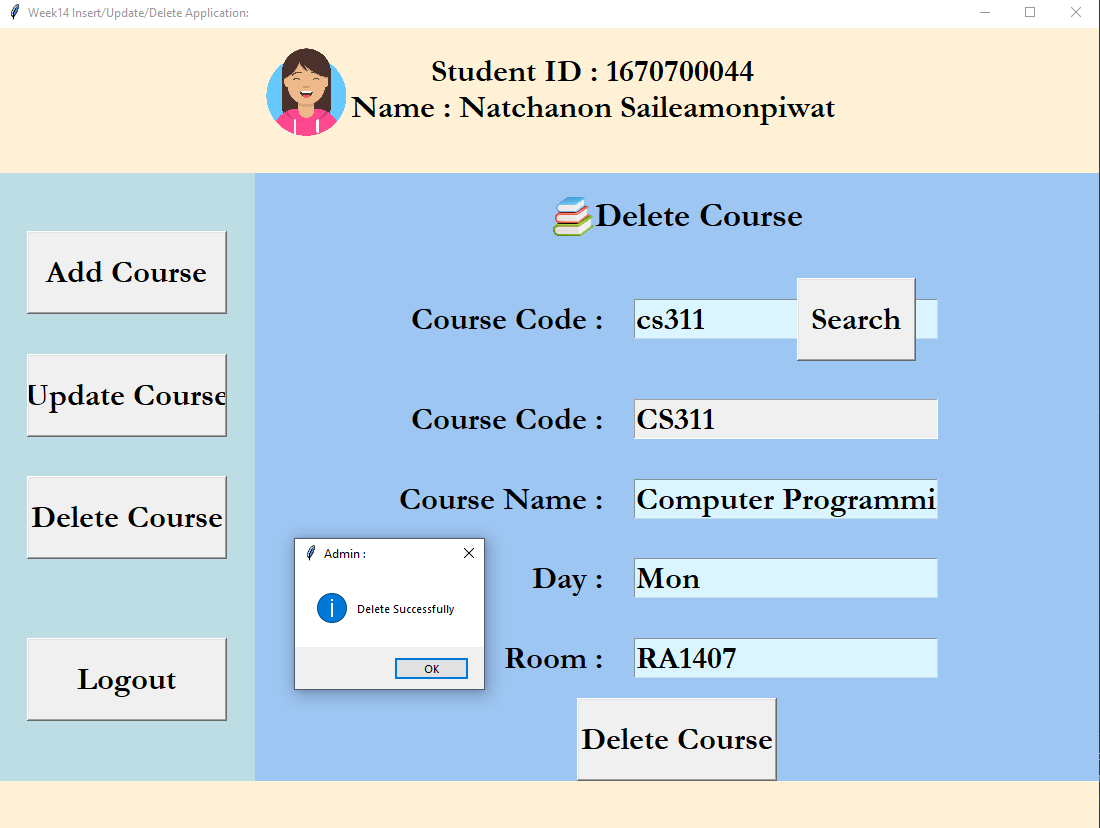 Week14 Insert/Update/Delete Application:
Student ID : 1670700044
Name : Natchanon Saileamonpiwat
Delete Course
Add Course
Course Code : cs311 Search
Update Course
Course Code : CS311
Course Name : Computer Programmi
Delete Course
Admin :
Day : Mon
Delete Successfully
OK
Room : RA1407
Logout
Delete Course